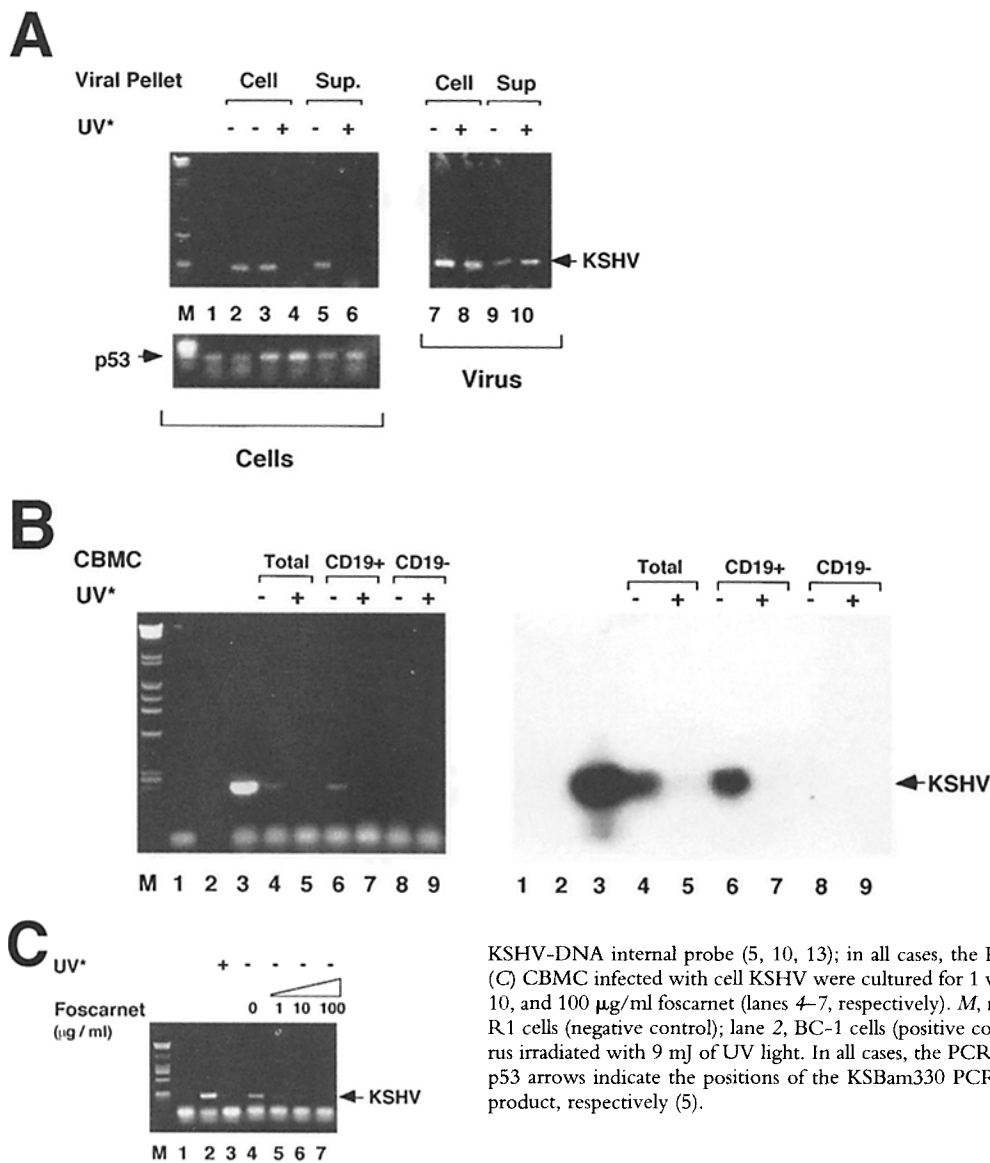 A
Viral Pellet Cell Sup. Cell Sup
UV* - - + - + - + - +
KSHV
M 1 2 3 4 5 6 7 8 9 10
p53
Virus
Cells
B
CBMC Total CD19+ CD19- Total CD19+ CD19-
UV* - + - + - + - + - + - +
KSHV
M 1 2 3 4 5 6 7 8 9 1 2 3 4 5 6 7 8 9
C
UV* + - - - -
Foscarnet 0 1 10 100
(μg / ml)
KSHV
M 1 2 3 4 5 6 7
KSHV-DNA internal probe (5, 10, 13); in all cases, the
(C) CBMC infected with cell KSHV were cultured for 1
10, and 100 μg/ml foscarnet (lanes 4–7, respectively). M,
R1 cells (negative control); lane 2, BC-1 cells (positive
rus irradiated with 9 mJ of UV light. In all cases, the PCR
p53 arrows indicate the positions of the KSBam330 PCR
product, respectively (5).